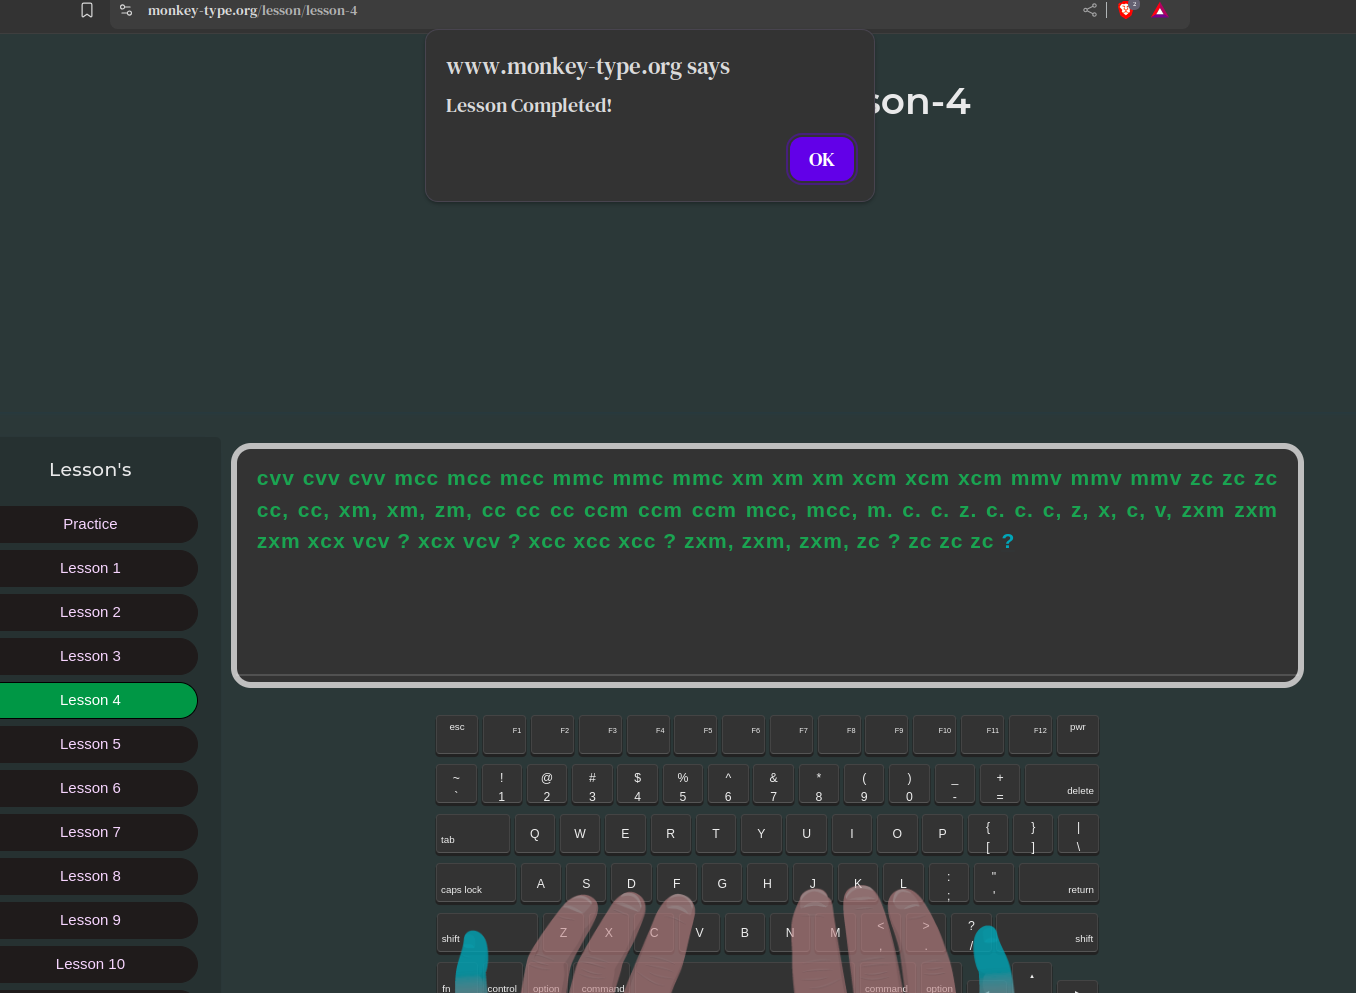 monkey-type.org/lesson/lesson-4
2
www.monkey-type.org says
Lesson Completed!
son-4
OK
Lesson's
Practice
Lesson 1
Lesson 2
Lesson 3
Lesson 4
Lesson 5
Lesson 6
Lesson 7
Lesson 8
Lesson 9
Lesson 10
cvv cvv cvv mcc mcc mcc mmc mmc mmc xm xm xm xcm xcm xcm mmv mmv mmv zc zc zc
cc, cc, xm, xm, zm, cc cc cc ccm ccm ccm mcc, mcc, m. c. c. z. c. c. c, z, x, c, v, zxm zxm
zxm xcx vcv ? xcx vcv ? xcc xcc xcc ? zxm, zxm, zxm, zc ? zc zc zc ?
esc F1 F2 F3 F4 F5 F6 F7 F8 F9 F10 F11 F12 pwr
~ ! @ # $ % ^ & * ( ) _ +
` 1 2 3 4 5 6 7 8 9 0 - = delete
tab Q W E R T Y U I O P { } |
[ ] \
caps lock A S D F G H J K L : " return
; '
shift Z X C V B N M < > ? shift
, . /
fn control option command command option